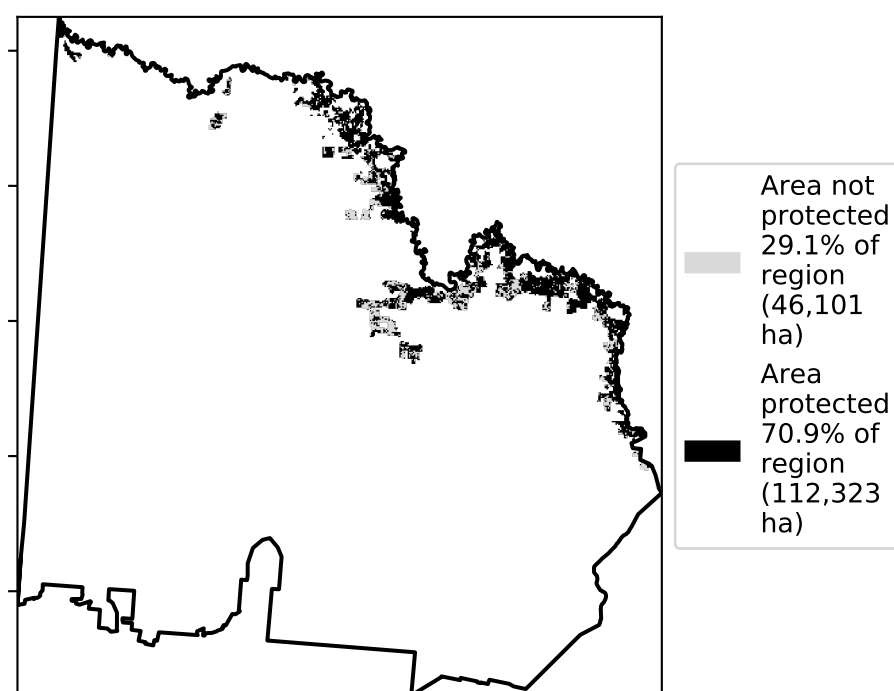 Area not
protected
29.1% of
region
(46,101
ha)
Area
protected
70.9% of
region
(112,323
ha)